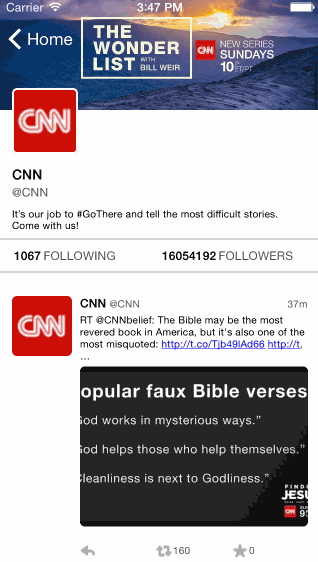 Carrier 3:47 PM
Home
THE
WONDER
LIST
WITH
BILL WEIR
CNN
NEW SERIES
SUNDAYS
10
ET/PT
CNN
CNN
@CNN
It's our job to #GoThere and tell the most difficult stories.
Come with us!
1067 FOLLOWING 16054192 FOLLOWERS
CNN
CNN @CNN 37m
RT @CNNbelief: The Bible may be the most
revered book in America, but it's also one of the
most misquoted: http://t.co/Tjb49lAd66 http://t.
…
opular faux Bible verses
God works in mysterious ways.”
God helps those who help themselves.”
Cleanliness is next to Godliness.”
FINDING
JESU
CNN
160 0